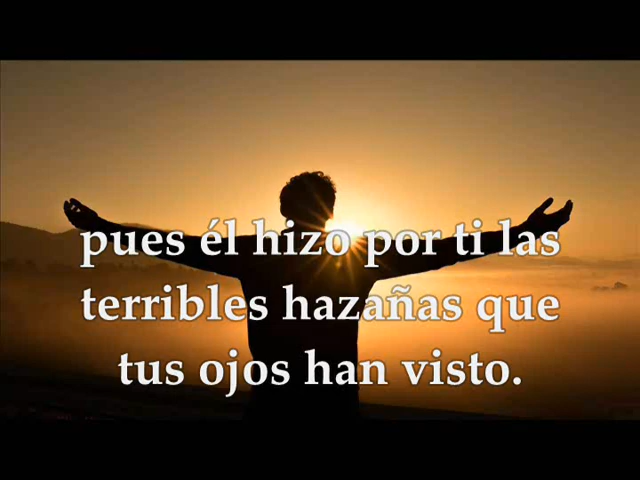 pues él hizo por ti las
terribles hazañas que
tus ojos han visto.